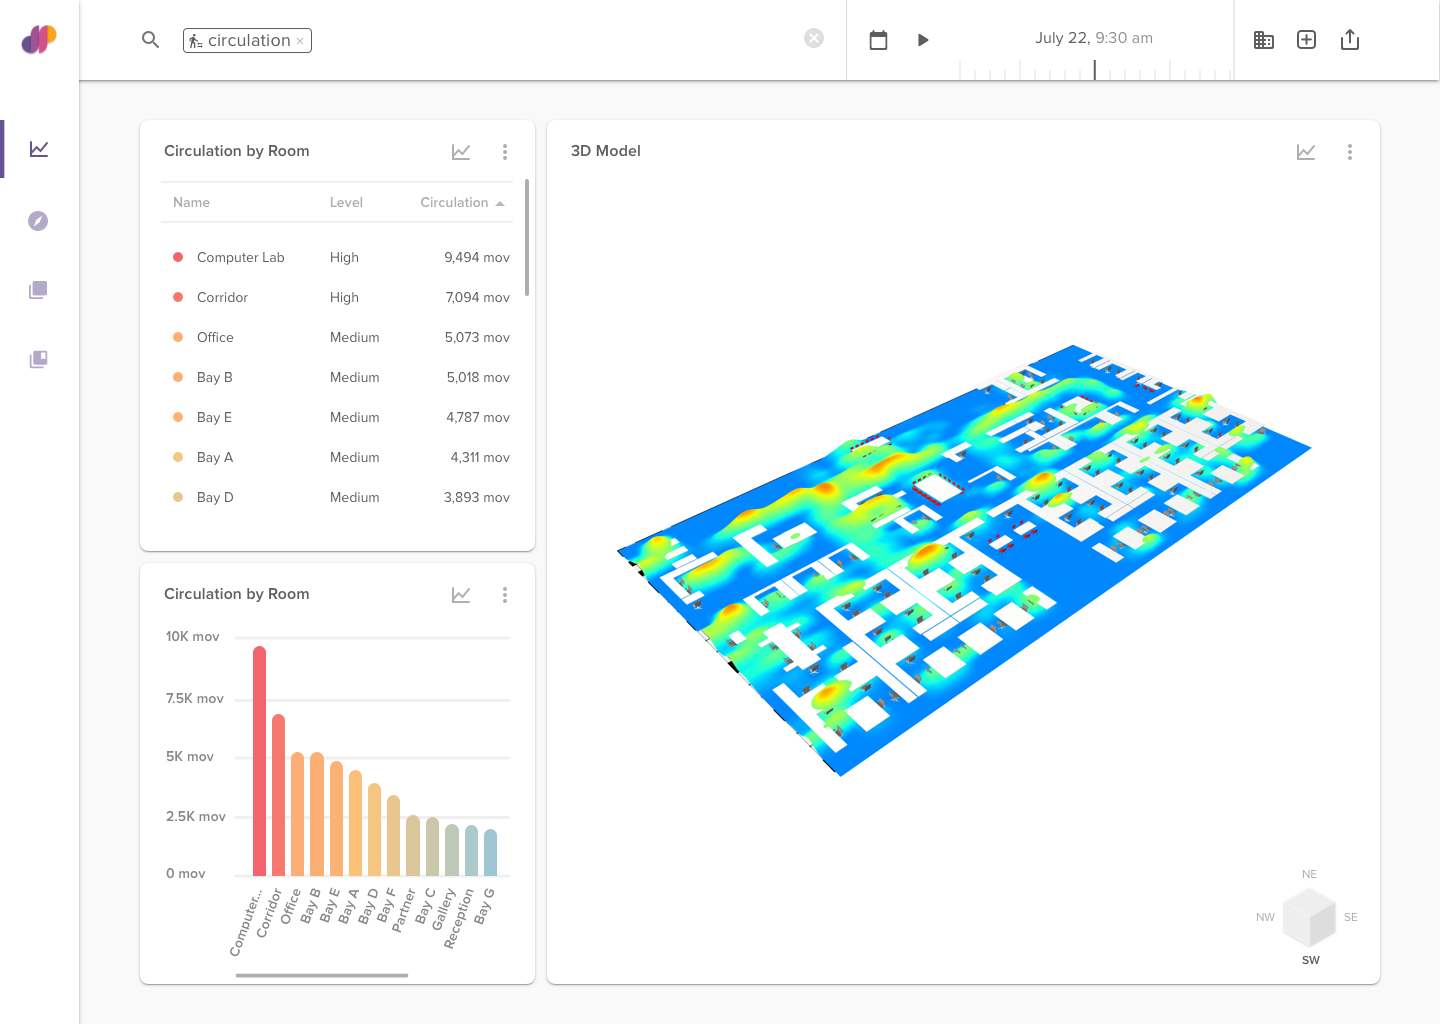 circulation ×
July 22, 9:30 am
Circulation by Room
Name Level Circulation
Computer Lab High 9,494 mov
Corridor High 7,094 mov
Office Medium 5,073 mov
Bay B Medium 5,018 mov
Bay E Medium 4,787 mov
Bay A Medium 4,311 mov
Bay D Medium 3,893 mov
3D Model
Circulation by Room
10K mov
7.5K mov
5K mov
2.5K mov
0 mov
Computer...
Corridor
Office
Bay B
Bay E
Bay A
Bay D
Bay F
Partner
Bay C
Gallery
Reception
Bay G
NE
NW
SE
SW